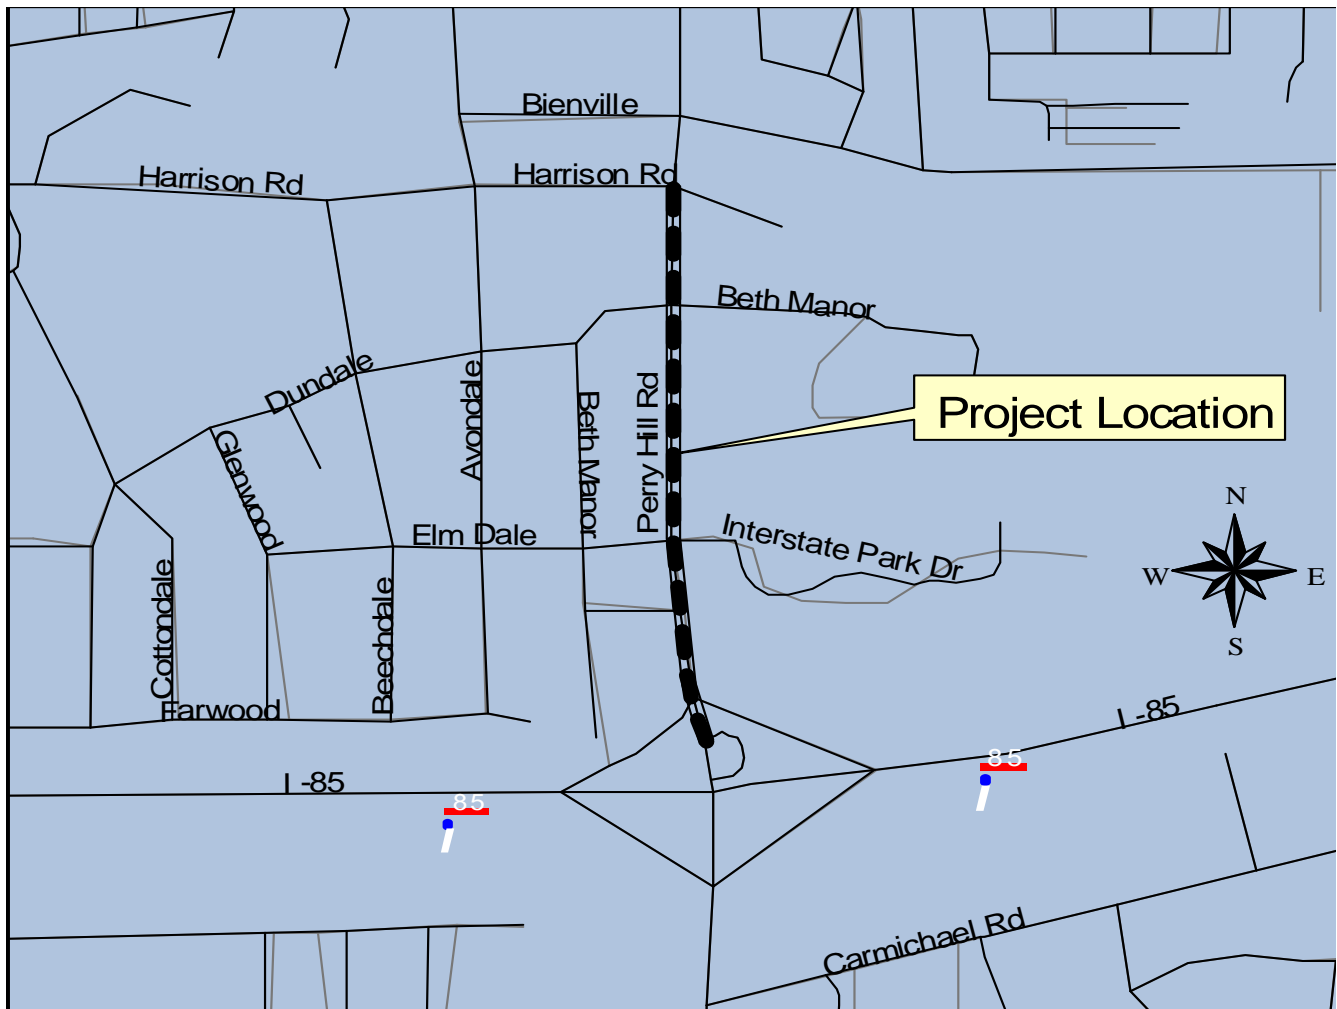 Bienville
Harrison Rd
Harrison Rd
Beth Manor
Dundale
Project Location
Avondale
Beth Manor
Perry Hill Rd
Glenwood
N
Elm Dale
Interstate Park Dr
W
E
Cottondale
Beechdale
S
Farwood
I-85
85
I-85
85
Carmichael Rd